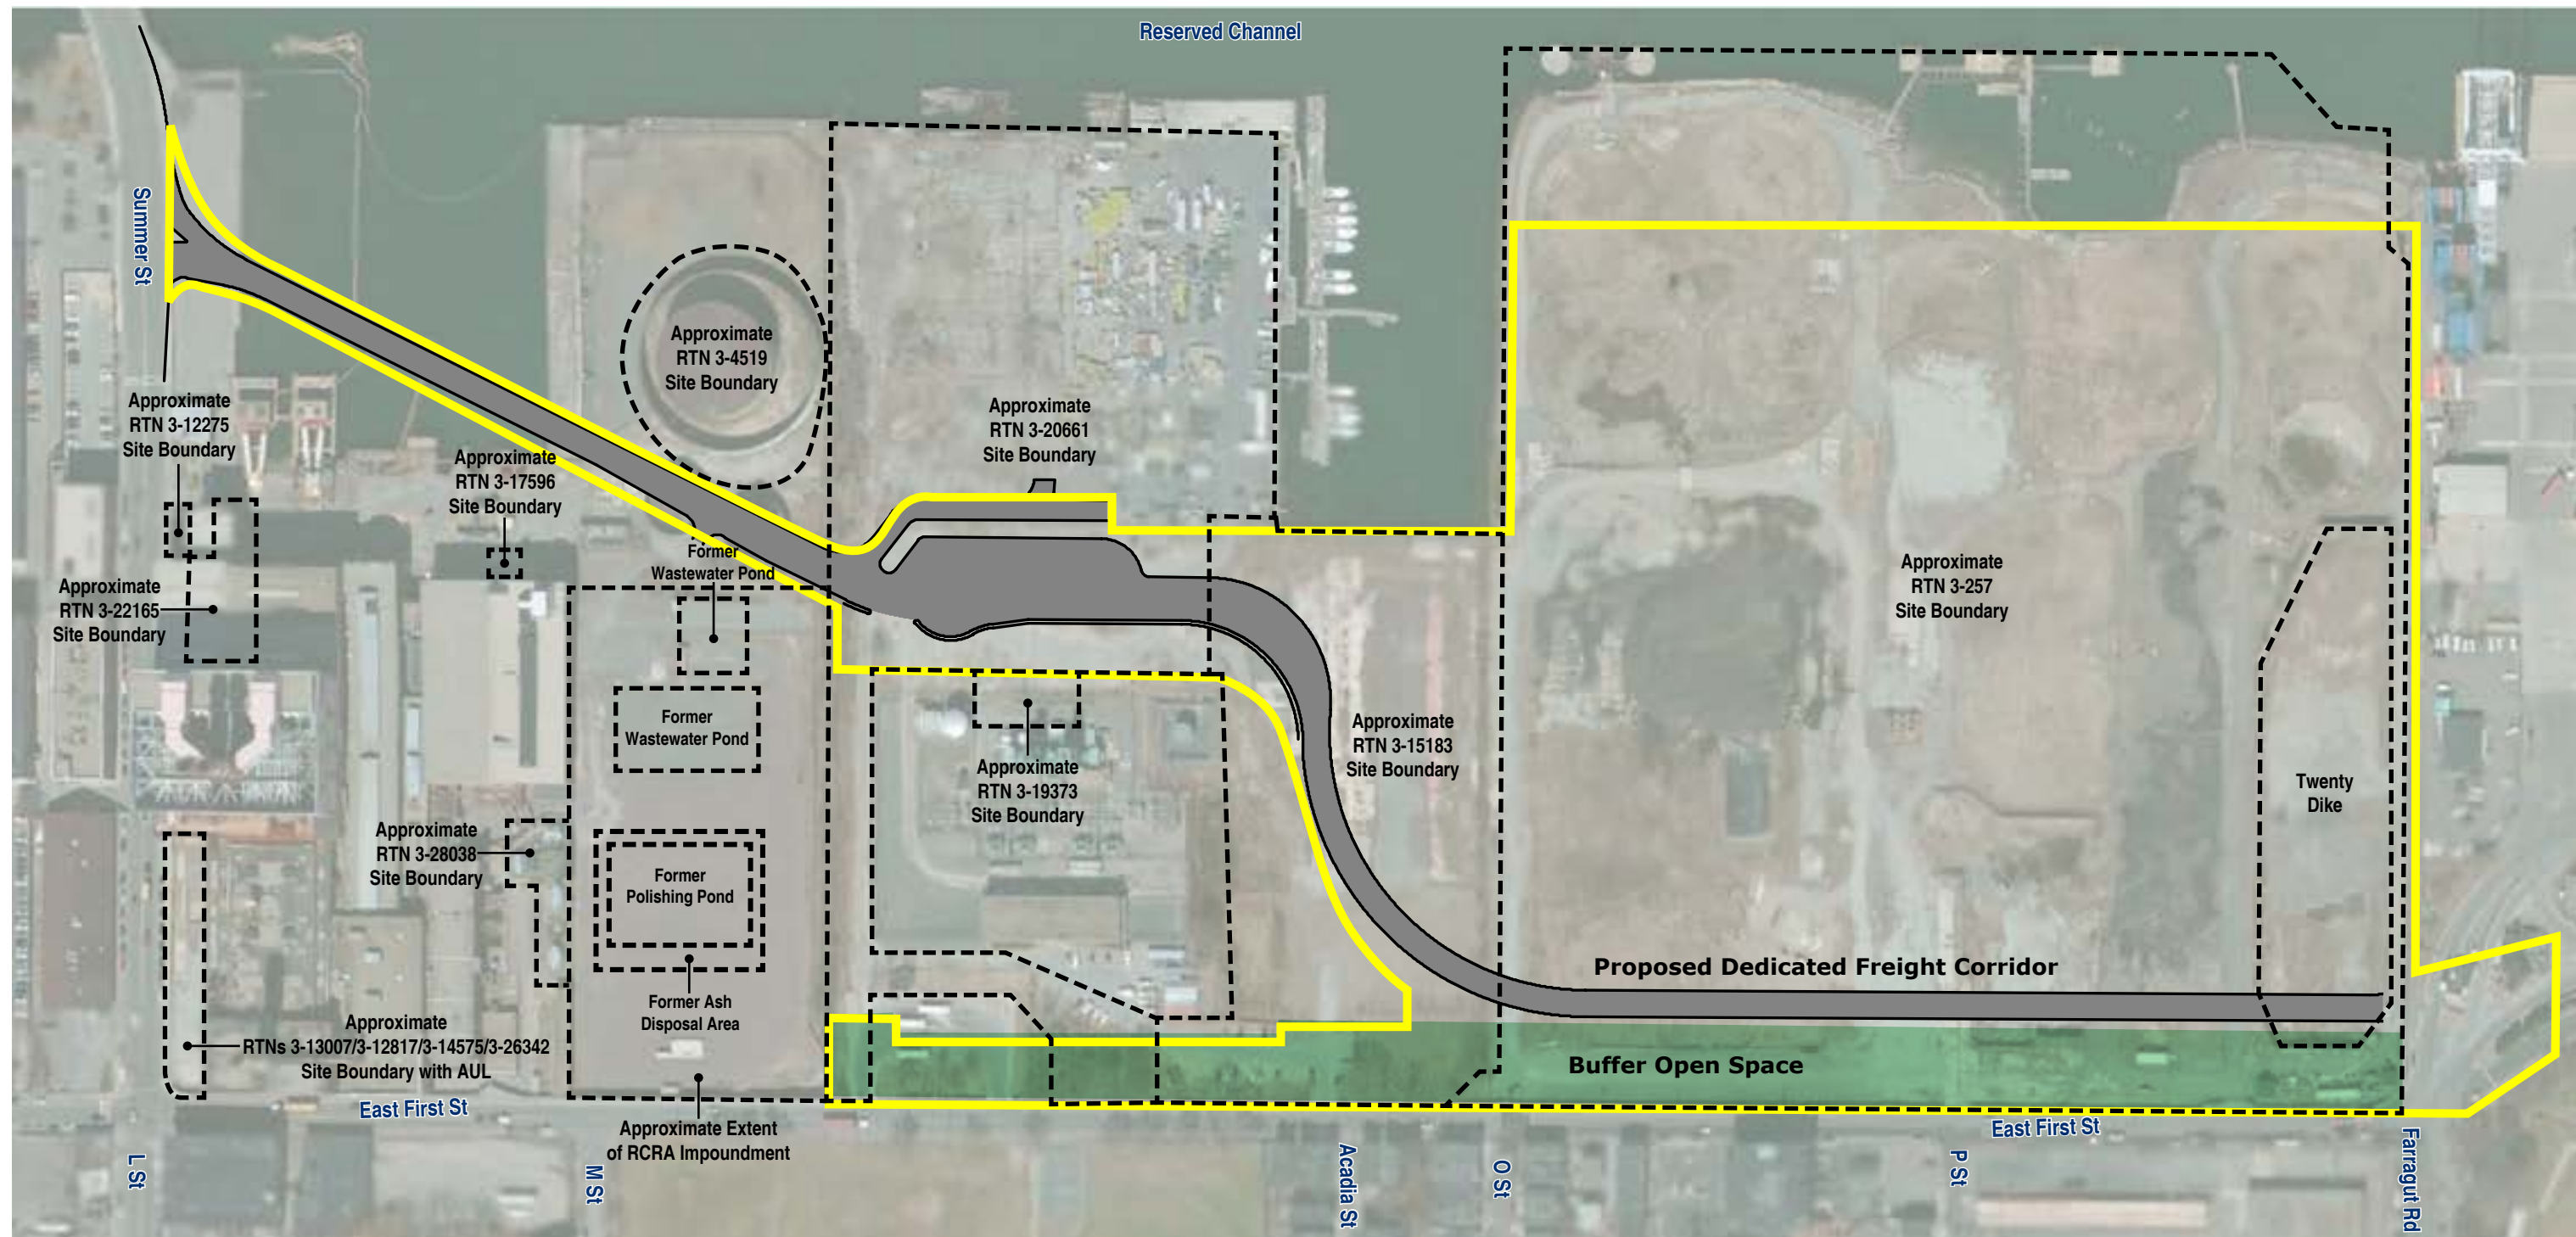 Reserved Channel
Summer St
Approximate
RTN 3-4519
Site Boundary
Approximate
RTN 3-12275
Site Boundary
Approximate
RTN 3-20661
Site Boundary
Approximate
RTN 3-17596
Site Boundary
Former
Wastewater Pond
Approximate
RTN 3-22165
Site Boundary
Approximate
RTN 3-257
Site Boundary
Former
Wastewater Pond
Approximate
RTN 3-15183
Site Boundary
Approximate
RTN 3-19373
Site Boundary
Twenty
Dike
Approximate
RTN 3-28038
Site Boundary
Former
Polishing Pond
Proposed Dedicated Freight Corridor
Former Ash
Disposal Area
Approximate
RTNs 3-13007/3-12817/3-14575/3-26342
Site Boundary with AUL
Buffer Open Space
East First St
Approximate Extent
of RCRA Impoundment
East First St
L St
M St
Acadia St
O St
P St
Farragut Rd